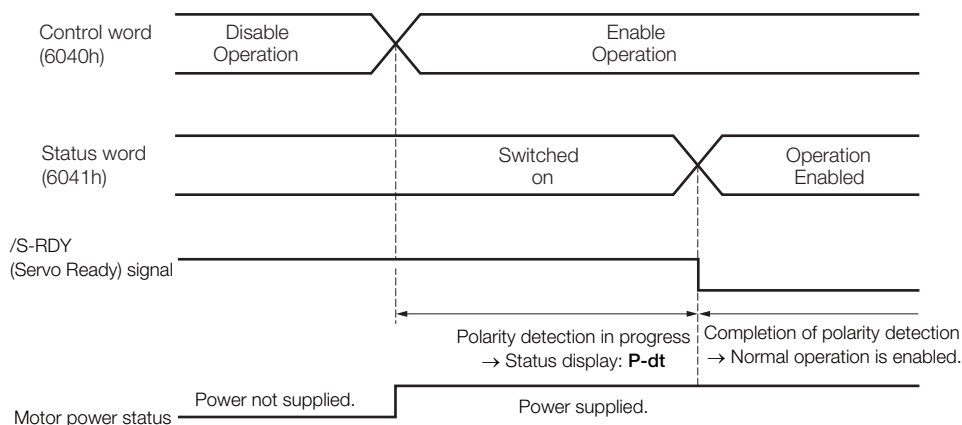 Control word
(6040h)
Disable
Operation
Enable
Operation
Status word
(6041h)
Switched
on
Operation
Enabled
/S-RDY
(Servo Ready) signal
Polarity detection in progress
→ Status display: P-dt
Completion of polarity detection
→ Normal operation is enabled.
Motor power status
Power not supplied.
Power supplied.